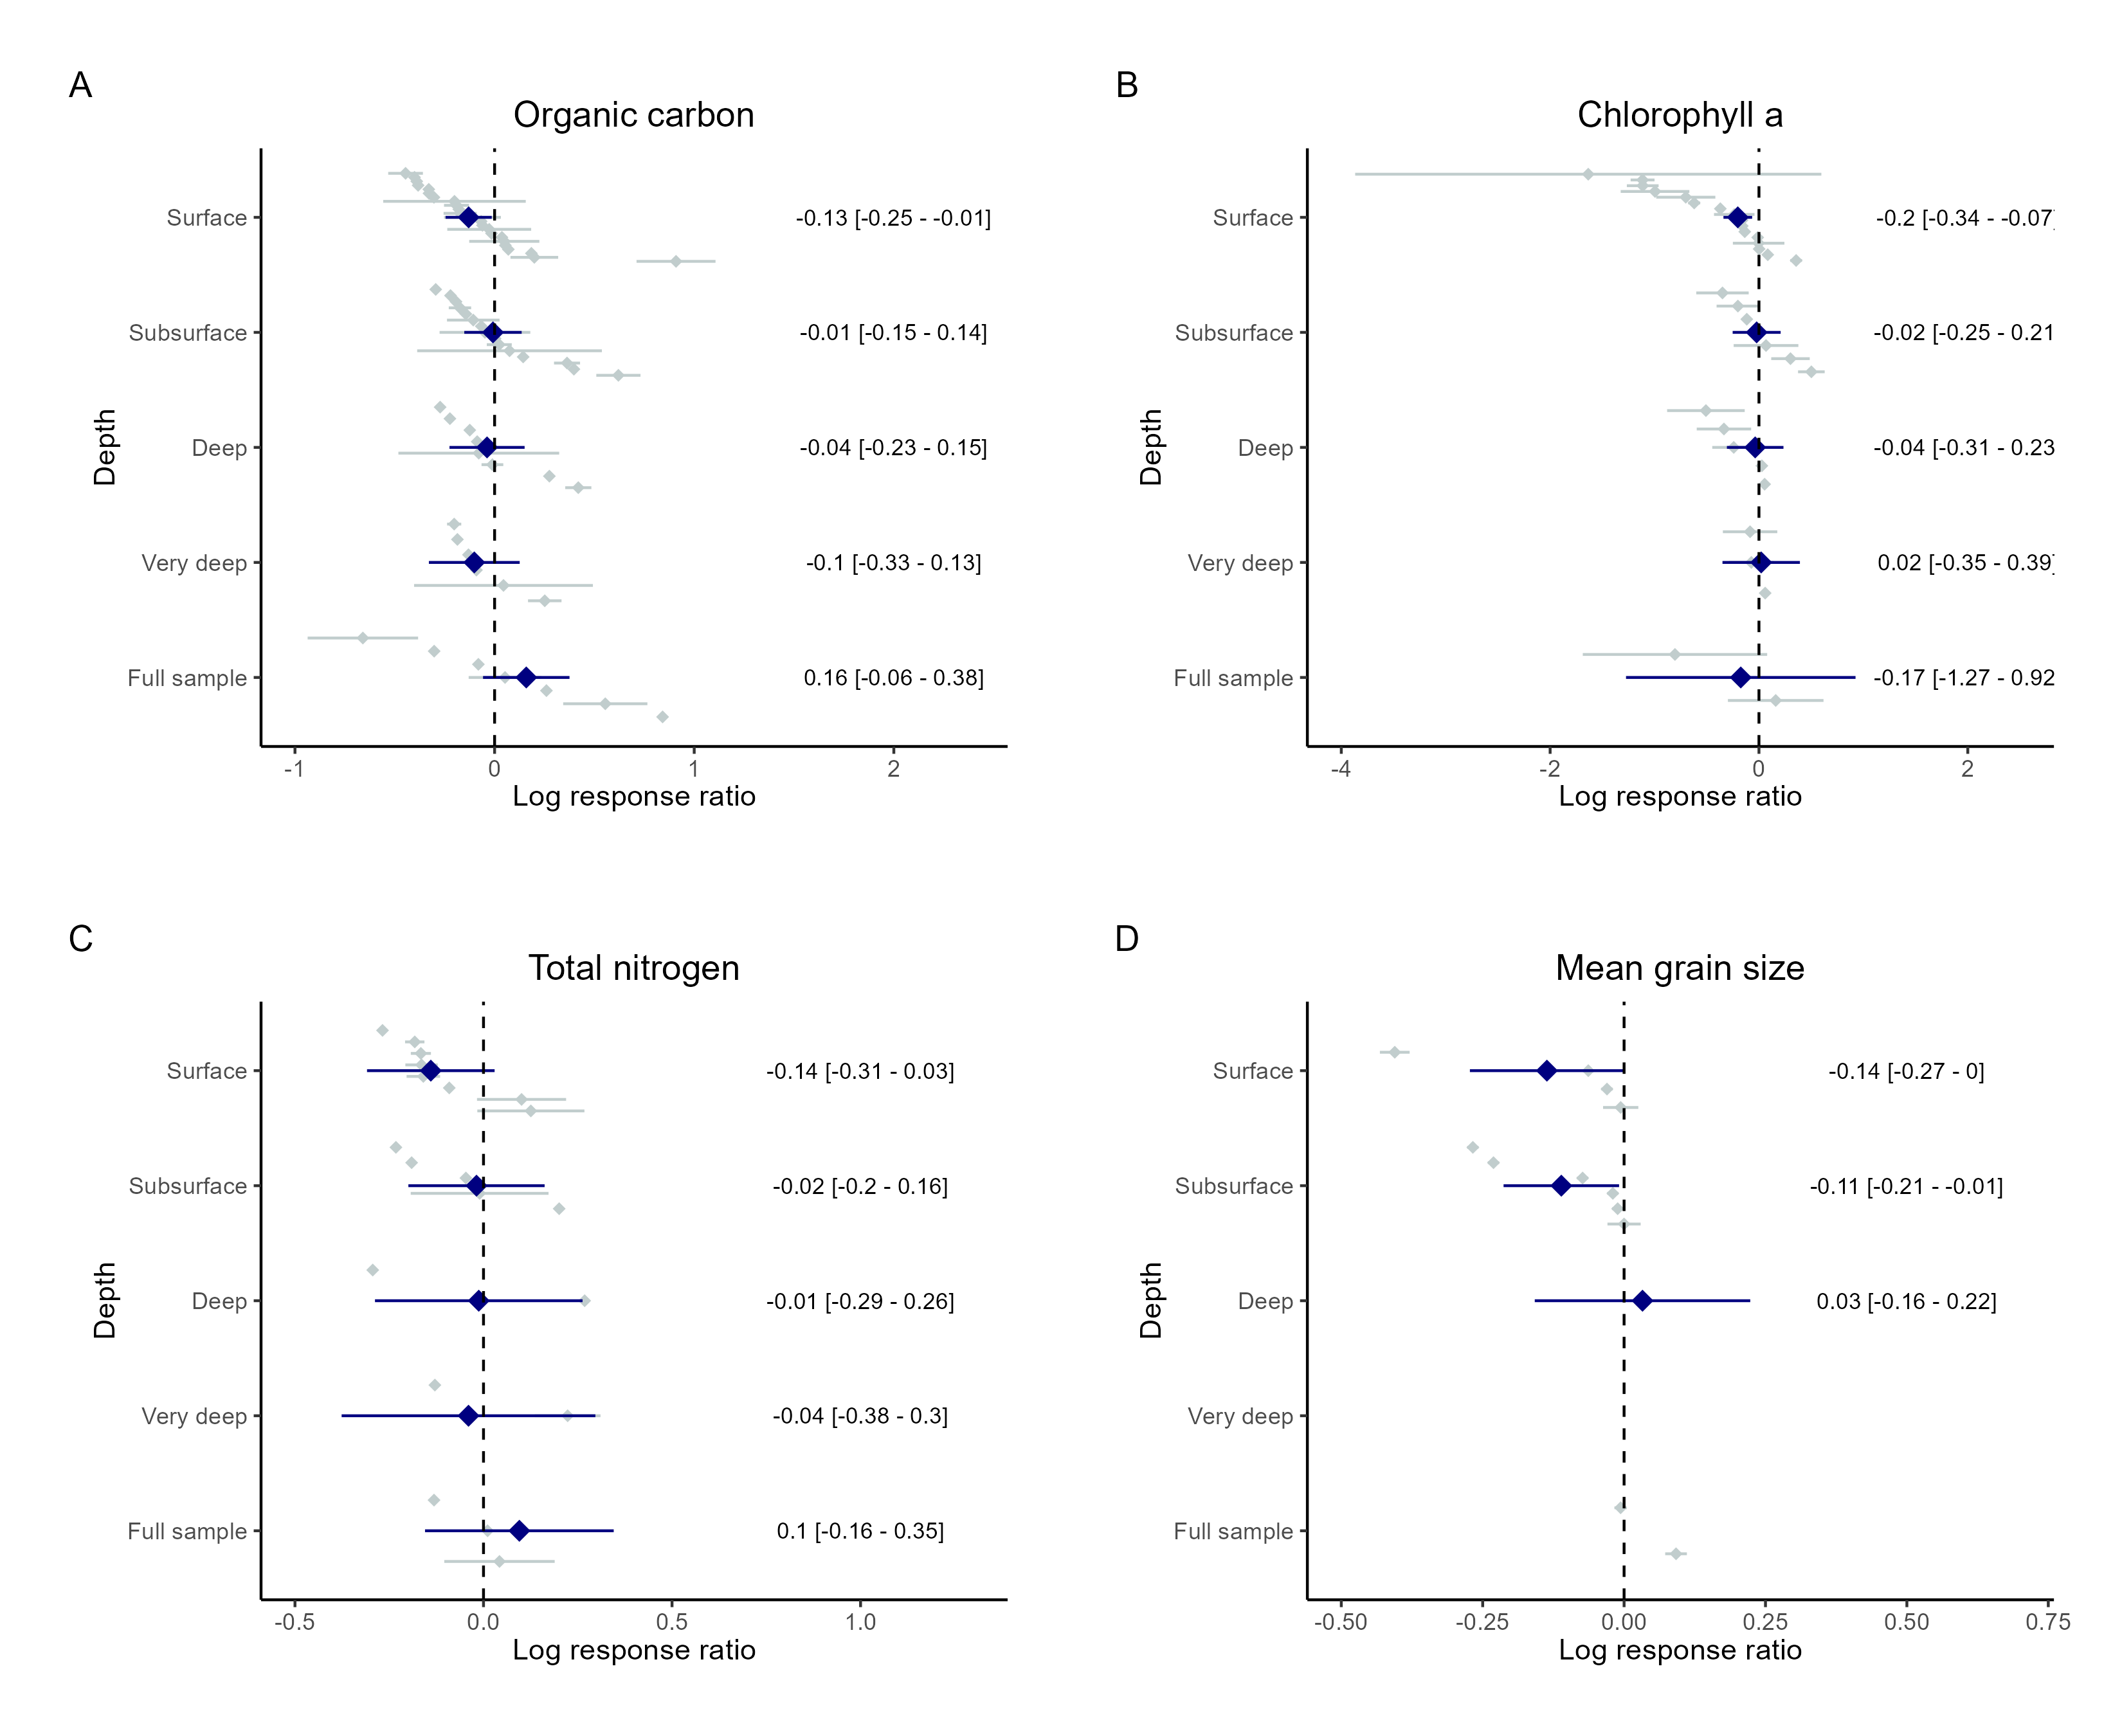 A
Organic carbon
Depth
Surface
-0.13 [-0.25 - -0.01]
Subsurface
-0.01 [-0.15 - 0.14]
Deep
-0.04 [-0.23 - 0.15]
Very deep
-0.1 [-0.33 - 0.13]
Full sample
0.16 [-0.06 - 0.38]
-1 0 1 2
Log response ratio
B
Chlorophyll a
Depth
Surface
-0.2 [-0.34 - -0.07]
Subsurface
-0.02 [-0.25 - 0.21
Deep
-0.04 [-0.31 - 0.23
Very deep
0.02 [-0.35 - 0.39]
Full sample
-0.17 [-1.27 - 0.92
-4 -2 0 2
Log response ratio
C
Total nitrogen
Depth
Surface
-0.14 [-0.31 - 0.03]
Subsurface
-0.02 [-0.2 - 0.16]
Deep
-0.01 [-0.29 - 0.26]
Very deep
-0.04 [-0.38 - 0.3]
Full sample
0.1 [-0.16 - 0.35]
-0.5 0.0 0.5 1.0
Log response ratio
D
Mean grain size
Depth
Surface
-0.14 [-0.27 - 0]
Subsurface
-0.11 [-0.21 - -0.01]
Deep
0.03 [-0.16 - 0.22]
Very deep
Full sample
-0.50 -0.25 0.00 0.25 0.50 0.75
Log response ratio